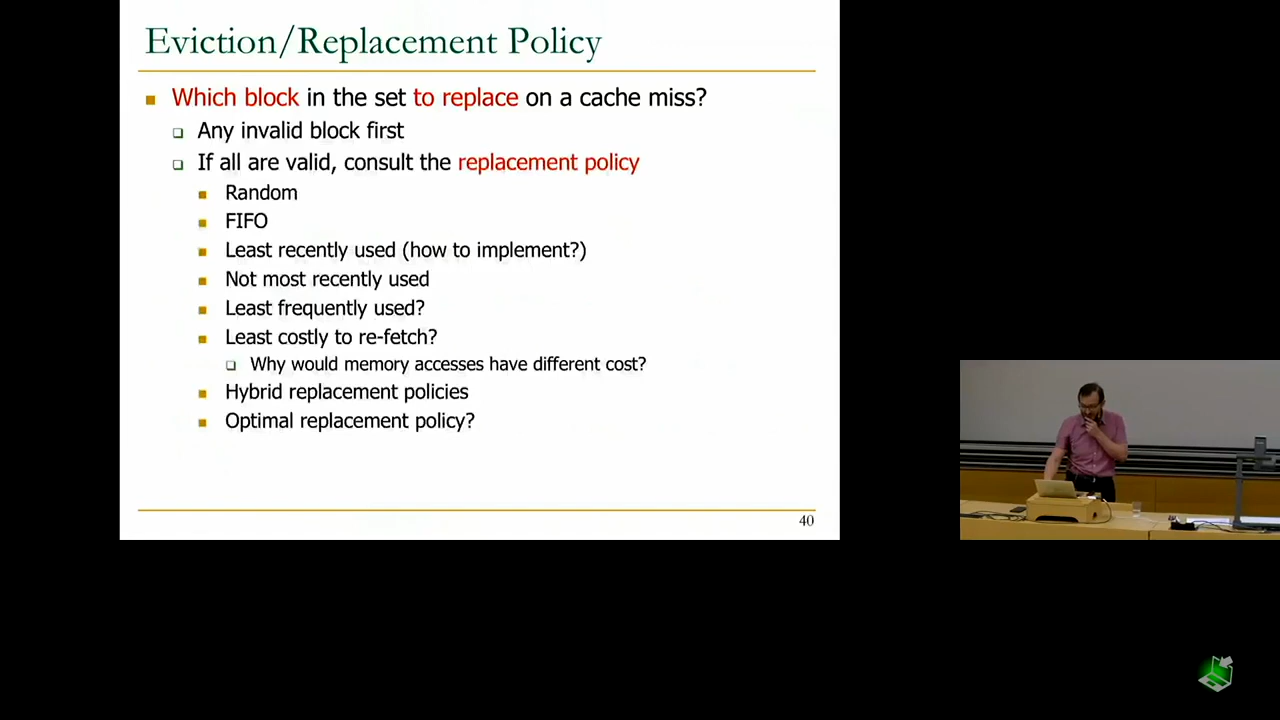 Eviction/Replacement Policy
Which block in the set to replace on a cache miss?
Any invalid block first
If all are valid, consult the replacement policy
Random
FIFO
Least recently used (how to implement?)
Not most recently used
Least frequently used?
Least costly to re-fetch?
Why would memory accesses have different cost?
Hybrid replacement policies
Optimal replacement policy?
40